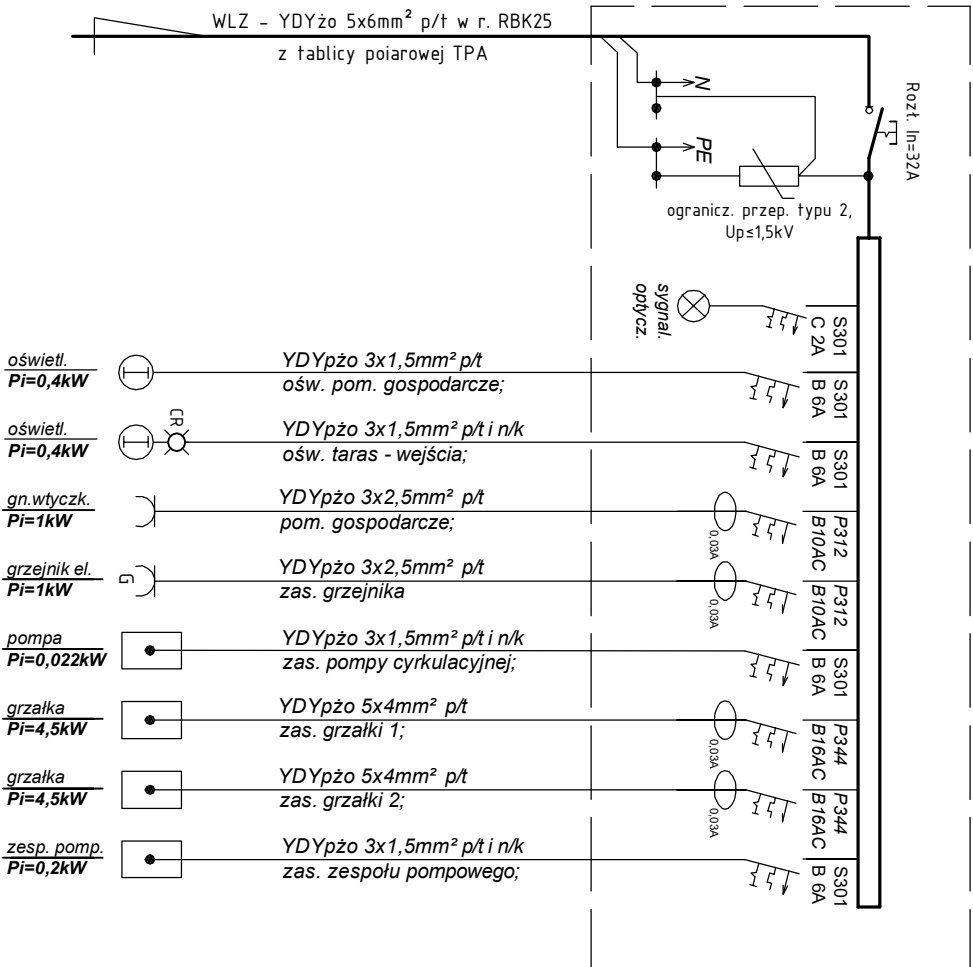 WLZ - YDYżo 5x6mm² p/t w r. RBK25
z tablicy poiarowej TPA
Rozł. In=32A
N
PE
ogranicz. przep. typu 2,
Up≤1,5kV
sygnal.
optycz.
S301
C 2A
oświetl.
Pi=0,4kW
YDYpżo 3x1,5mm² p/t
ośw. pom. gospodarcze;
S301
B 6A
oświetl.
Pi=0,4kW
CR
YDYpżo 3x1,5mm² p/t i n/k
ośw. taras - wejścia;
S301
B 6A
gn.wtyczk.
Pi=1kW
YDYpżo 3x2,5mm² p/t
pom. gospodarcze;
0,03A
P312
B10AC
grzejnik el.
Pi=1kW
G
YDYpżo 3x2,5mm² p/t
zas. grzejnika
0,03A
P312
B10AC
pompa
Pi=0,022kW
YDYpżo 3x1,5mm² p/t i n/k
zas. pompy cyrkulacyjnej;
S301
B 6A
grzałka
Pi=4,5kW
YDYpżo 5x4mm² p/t
zas. grzałki 1;
0,03A
P344
B16AC
grzałka
Pi=4,5kW
YDYpżo 5x4mm² p/t
zas. grzałki 2;
0,03A
P344
B16AC
zesp. pomp.
Pi=0,2kW
YDYpżo 3x1,5mm² p/t i n/k
zas. zespołu pompowego;
S301
B 6A